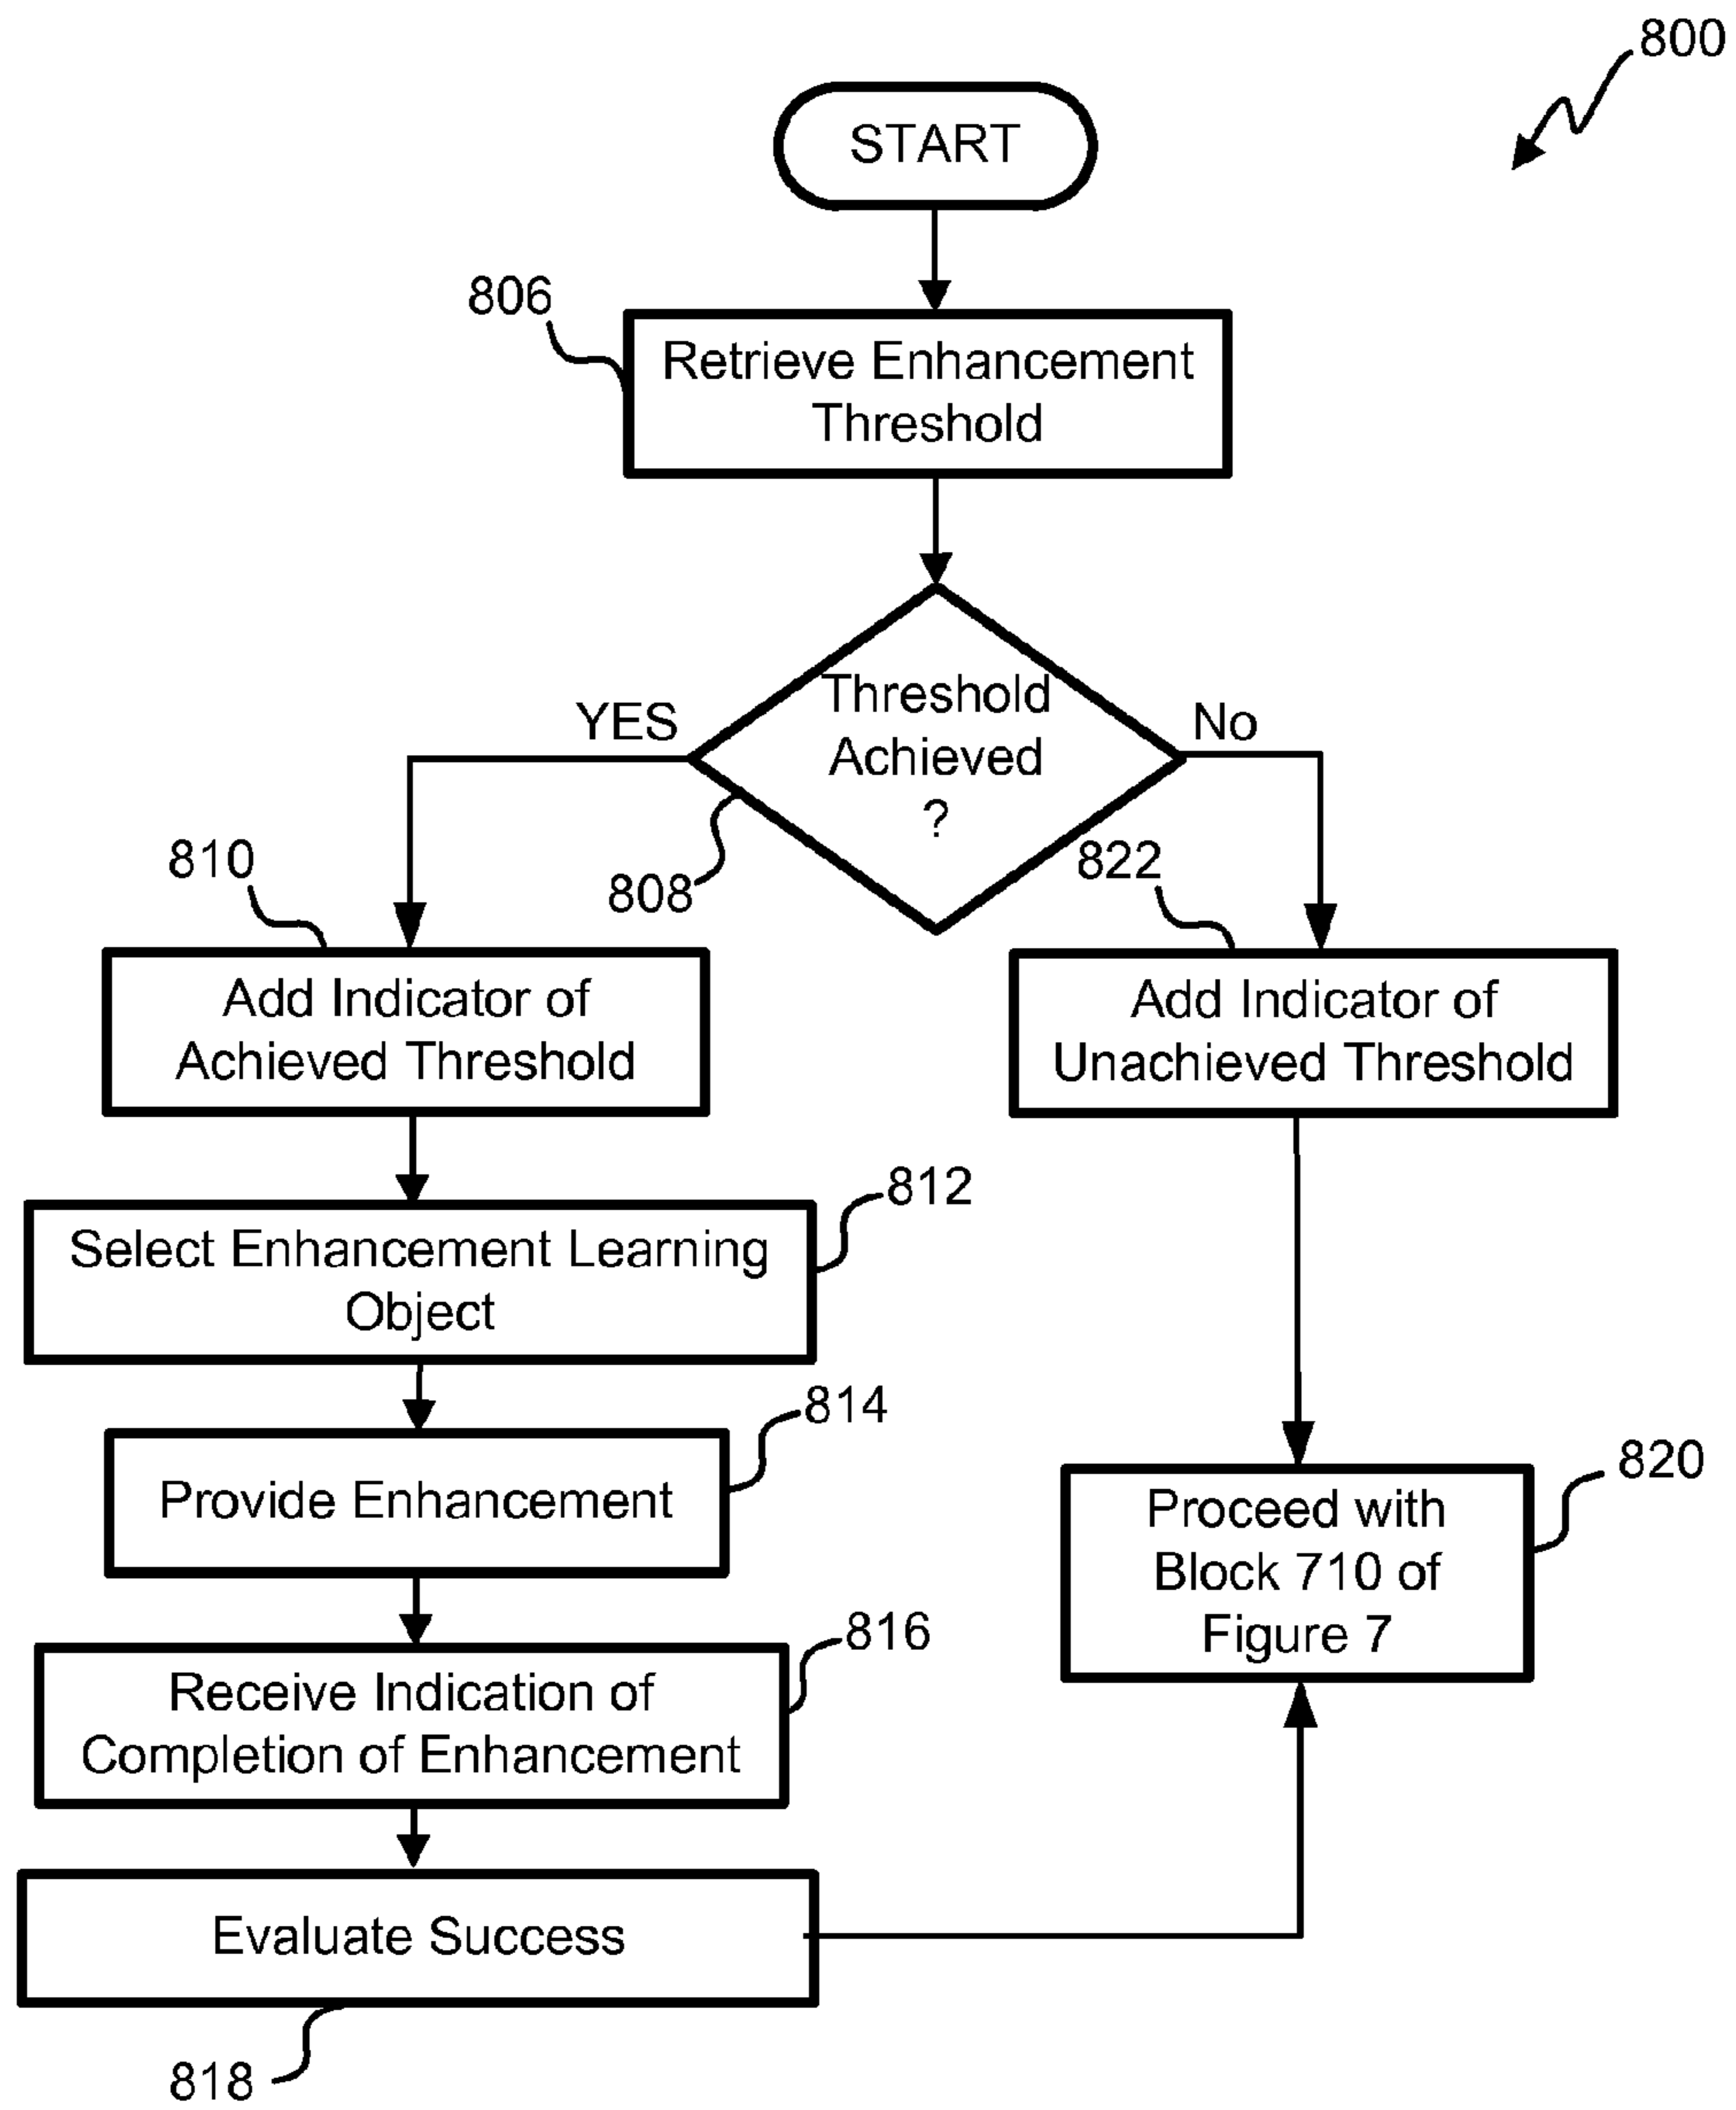 800
START
806
Retrieve Enhancement
Threshold
YES
Threshold
Achieved
?
No
810
808
822
Add Indicator of
Achieved Threshold
Add Indicator of
Unachieved Threshold
812
Select Enhancement Learning
Object
814
Provide Enhancement
820
Proceed with
Block 710 of
Figure 7
816
Receive Indication of
Completion of Enhancement
Evaluate Success
818